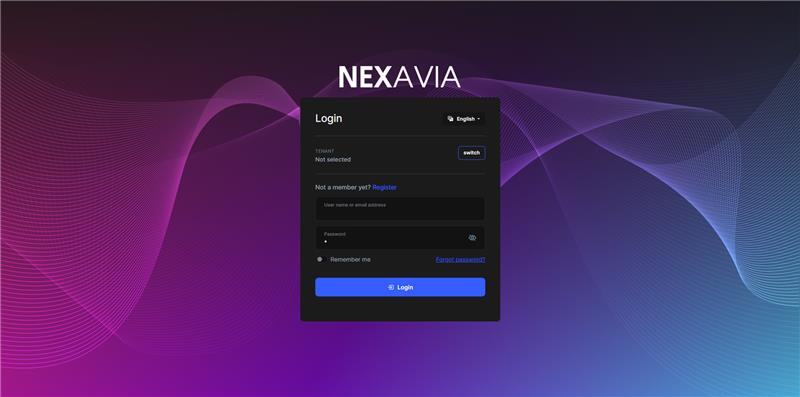 NEXAVIA
Login
English
TENANT
Not selected
switch
Not a member yet? Register
User name or email address
Password
Remember me
Forgot password?
Login